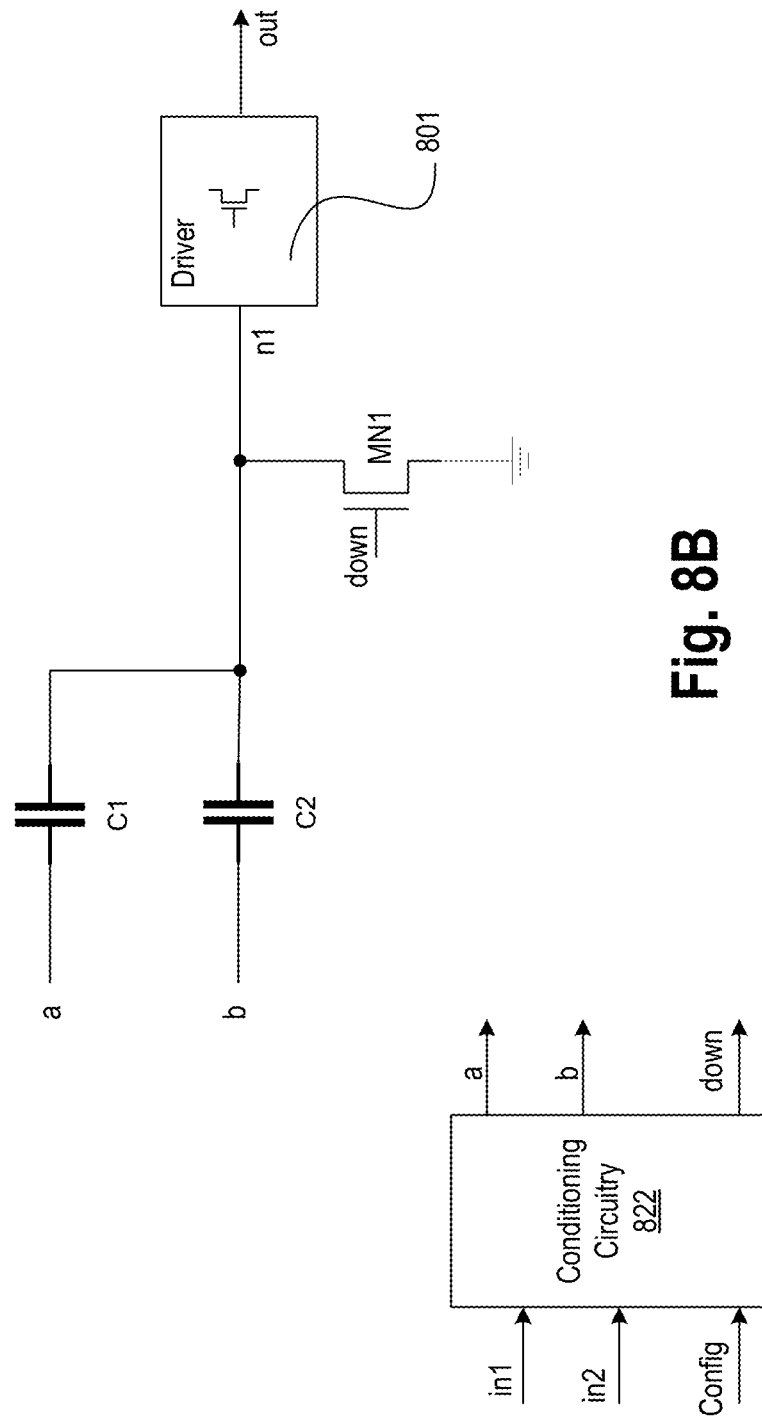 a
C1
b
C2
down
MN1
n1
Driver
801
out
in1
in2
Config
Conditioning
Circuitry
822
a
b
down
Fig. 8B